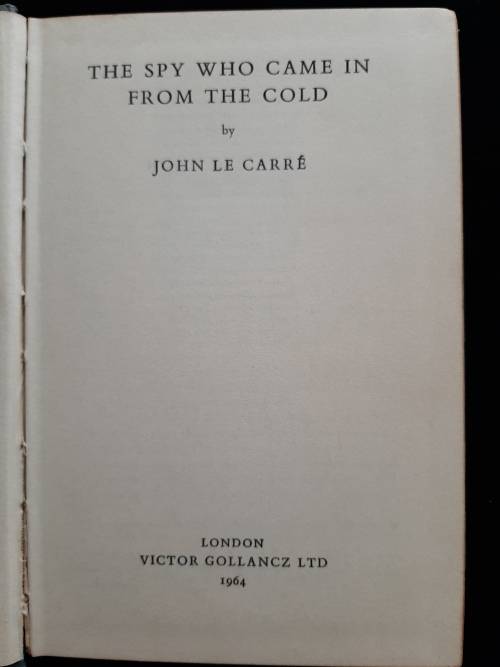 THE SPY WHO CAME IN
FROM THE COLD
by
JOHN LE CARRÉ
LONDON
VICTOR GOLLANCZ LTD
1964